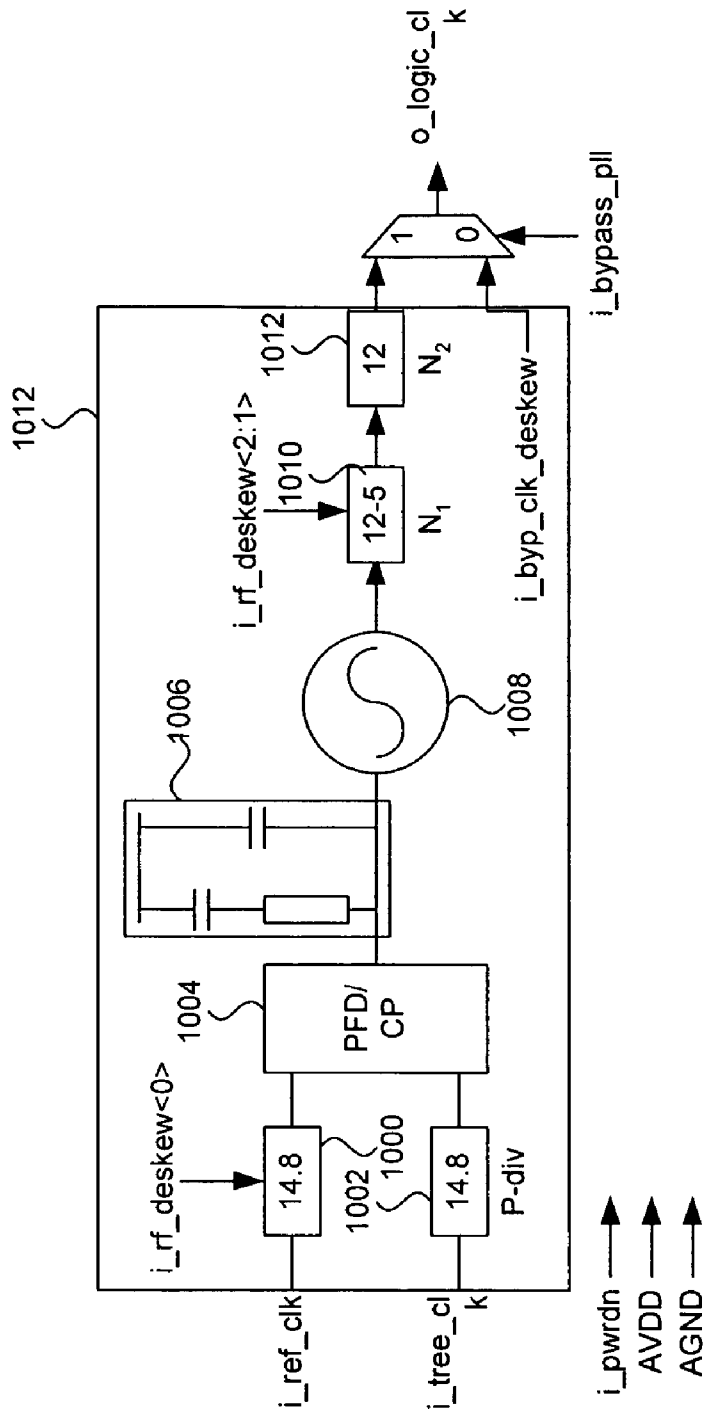 1012
i_rf_deskew<0>
i_ref_clk
14.8
1000
i_tree_cl
k
1002
14.8
P-div
1004
PFD/
CP
1006
1008
i_rf_deskew<2:1>
1010
12-5
N1
1012
12
N2
i_byp_clk_deskew
1
0
o_logic_cl
k
i_bypass_pll
i_pwrdn
AVDD
AGND